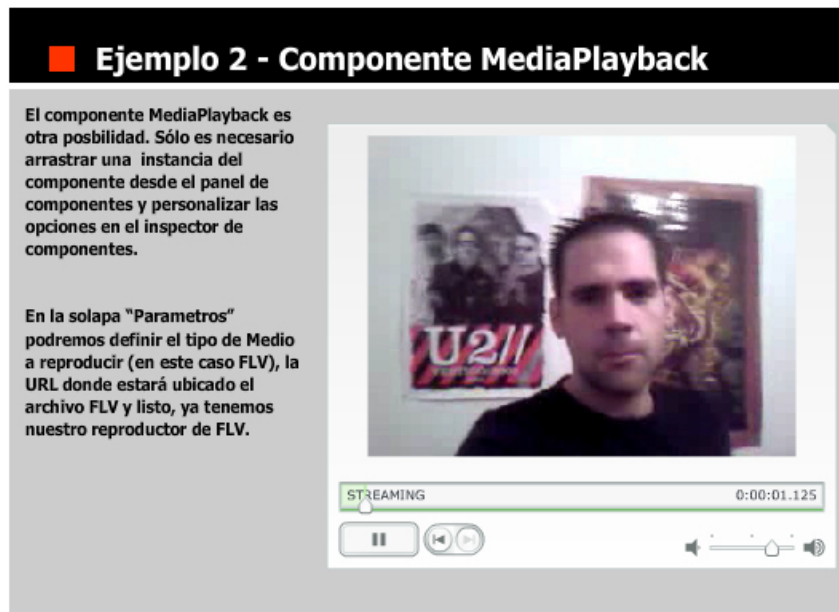 Ejemplo 2 - Componente MediaPlayback
El componente MediaPlayback es
otra posbilidad. Sólo es necesario
arrastrar una instancia del
componente desde el panel de
componentes y personalizar las
opciones en el inspector de
componentes.
En la solapa “Parametros”
podremos definir el tipo de Medio
a reproducir (en este caso FLV), la
URL donde estará ubicado el
archivo FLV y listo, ya tenemos
nuestro reproductor de FLV.
U2//
STREAMING 0:00:01.125